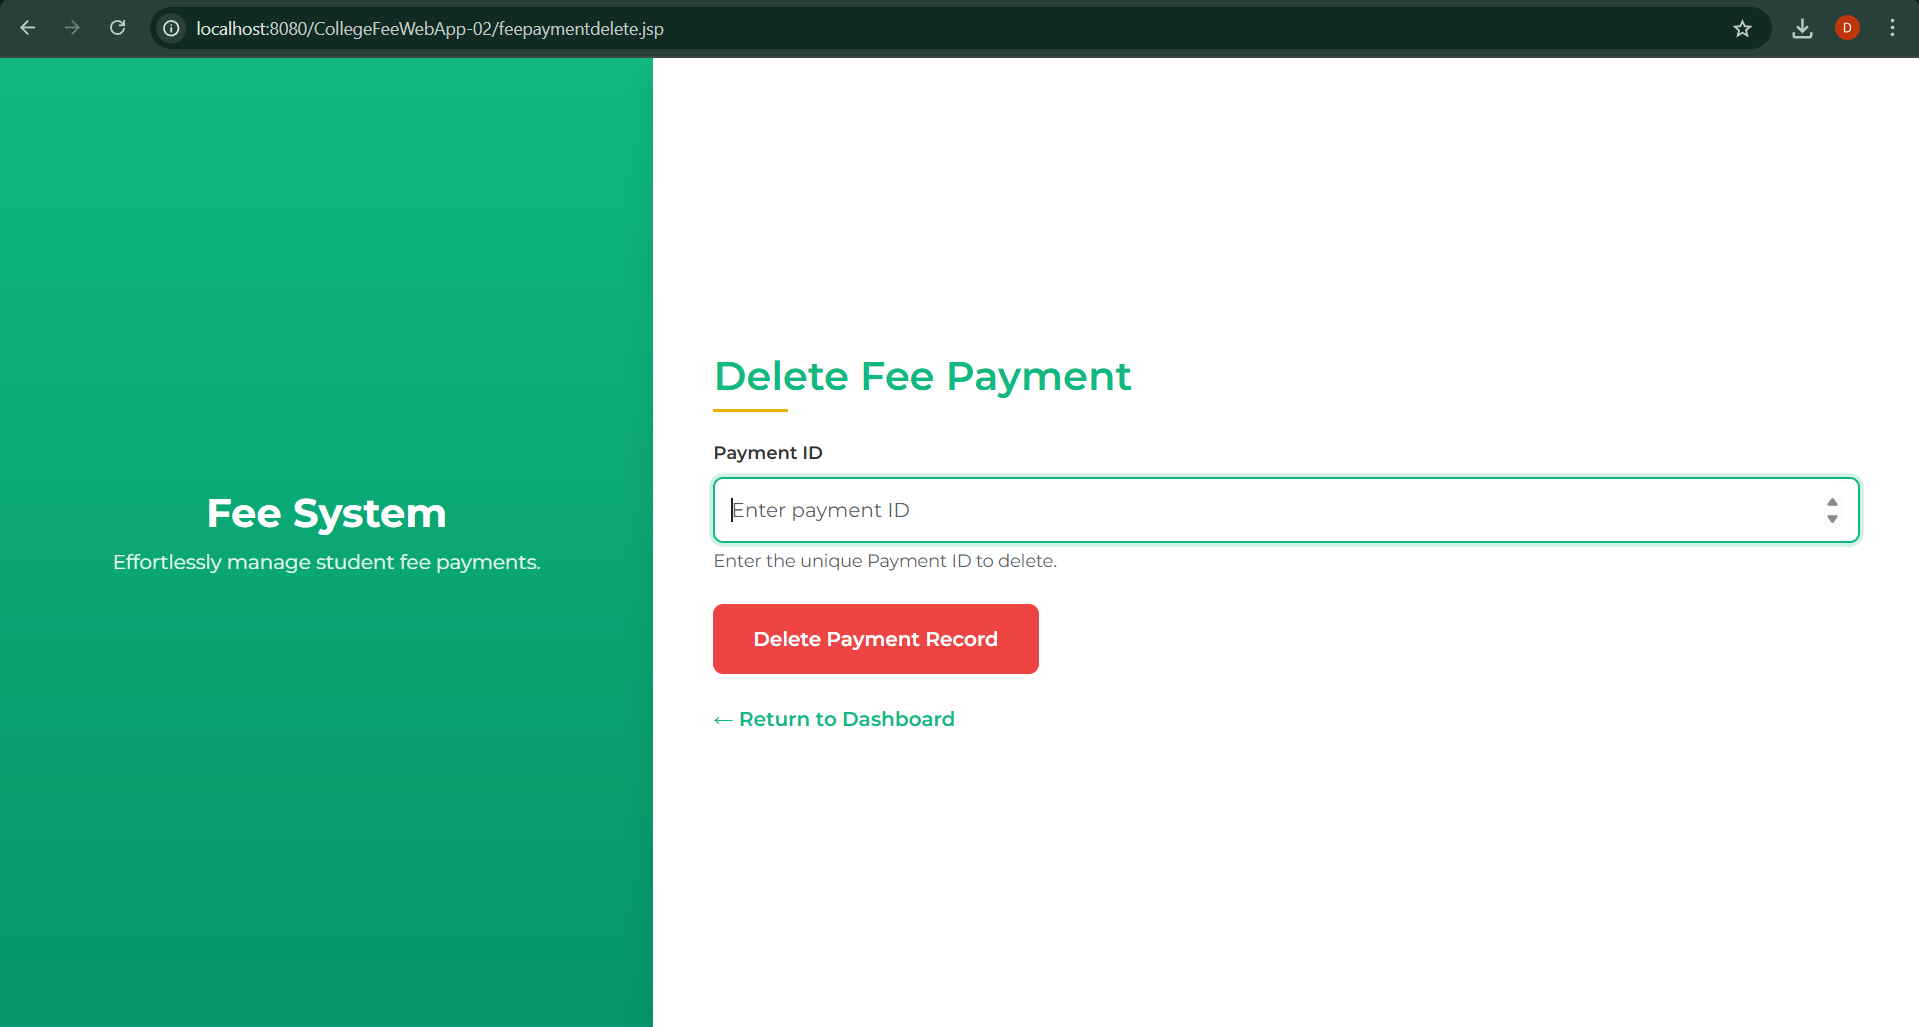 localhost:8080/CollegeFeeWebApp-02/feepaymentdelete.jsp
D
Fee System
Effortlessly manage student fee payments.
Delete Fee Payment
Payment ID
Enter payment ID
Enter the unique Payment ID to delete.
Delete Payment Record
← Return to Dashboard